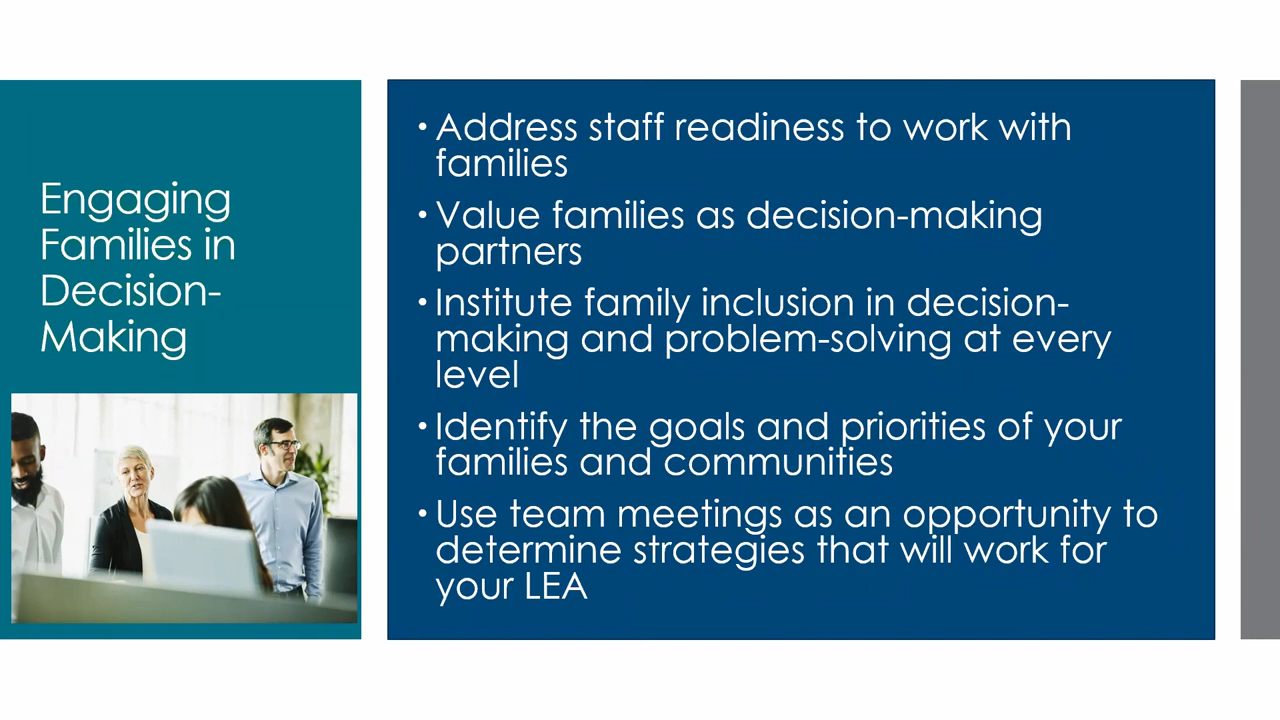 Engaging
Families in
Decision-
Making
• Address staff readiness to work with
families
• Value families as decision-making
partners
• Institute family inclusion in decision-
making and problem-solving at every
level
• Identify the goals and priorities of your
families and communities
• Use team meetings as an opportunity to
determine strategies that will work for
your LEA